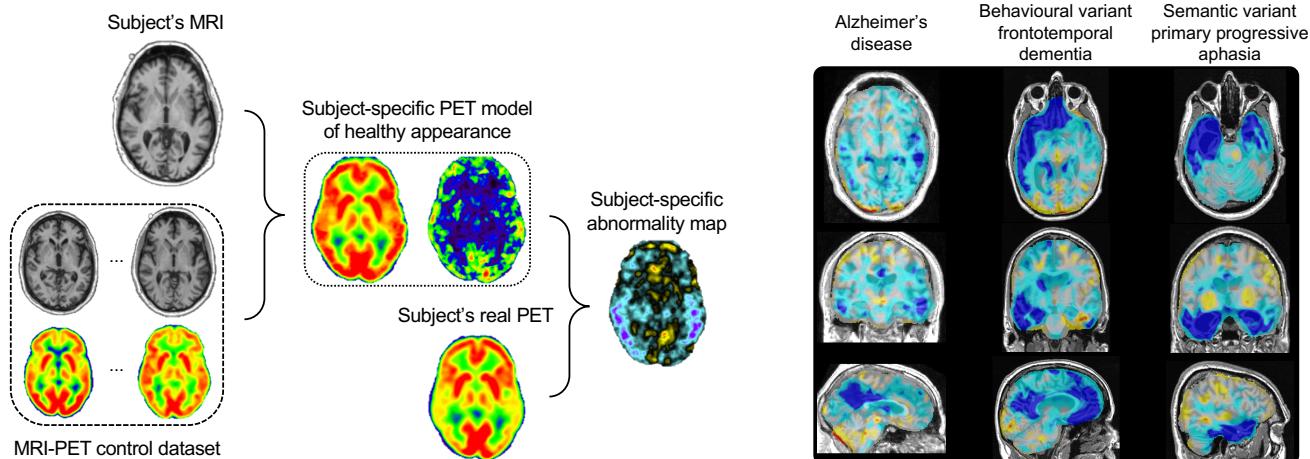 Subject's MRI
Subject-specific PET model
of healthy appearance
...
...
MRI-PET control dataset
Subject's real PET
Subject-specific
abnormality map
Alzheimer's
disease
Behavioural variant
frontotemporal
dementia
Semantic variant
primary progressive
aphasia